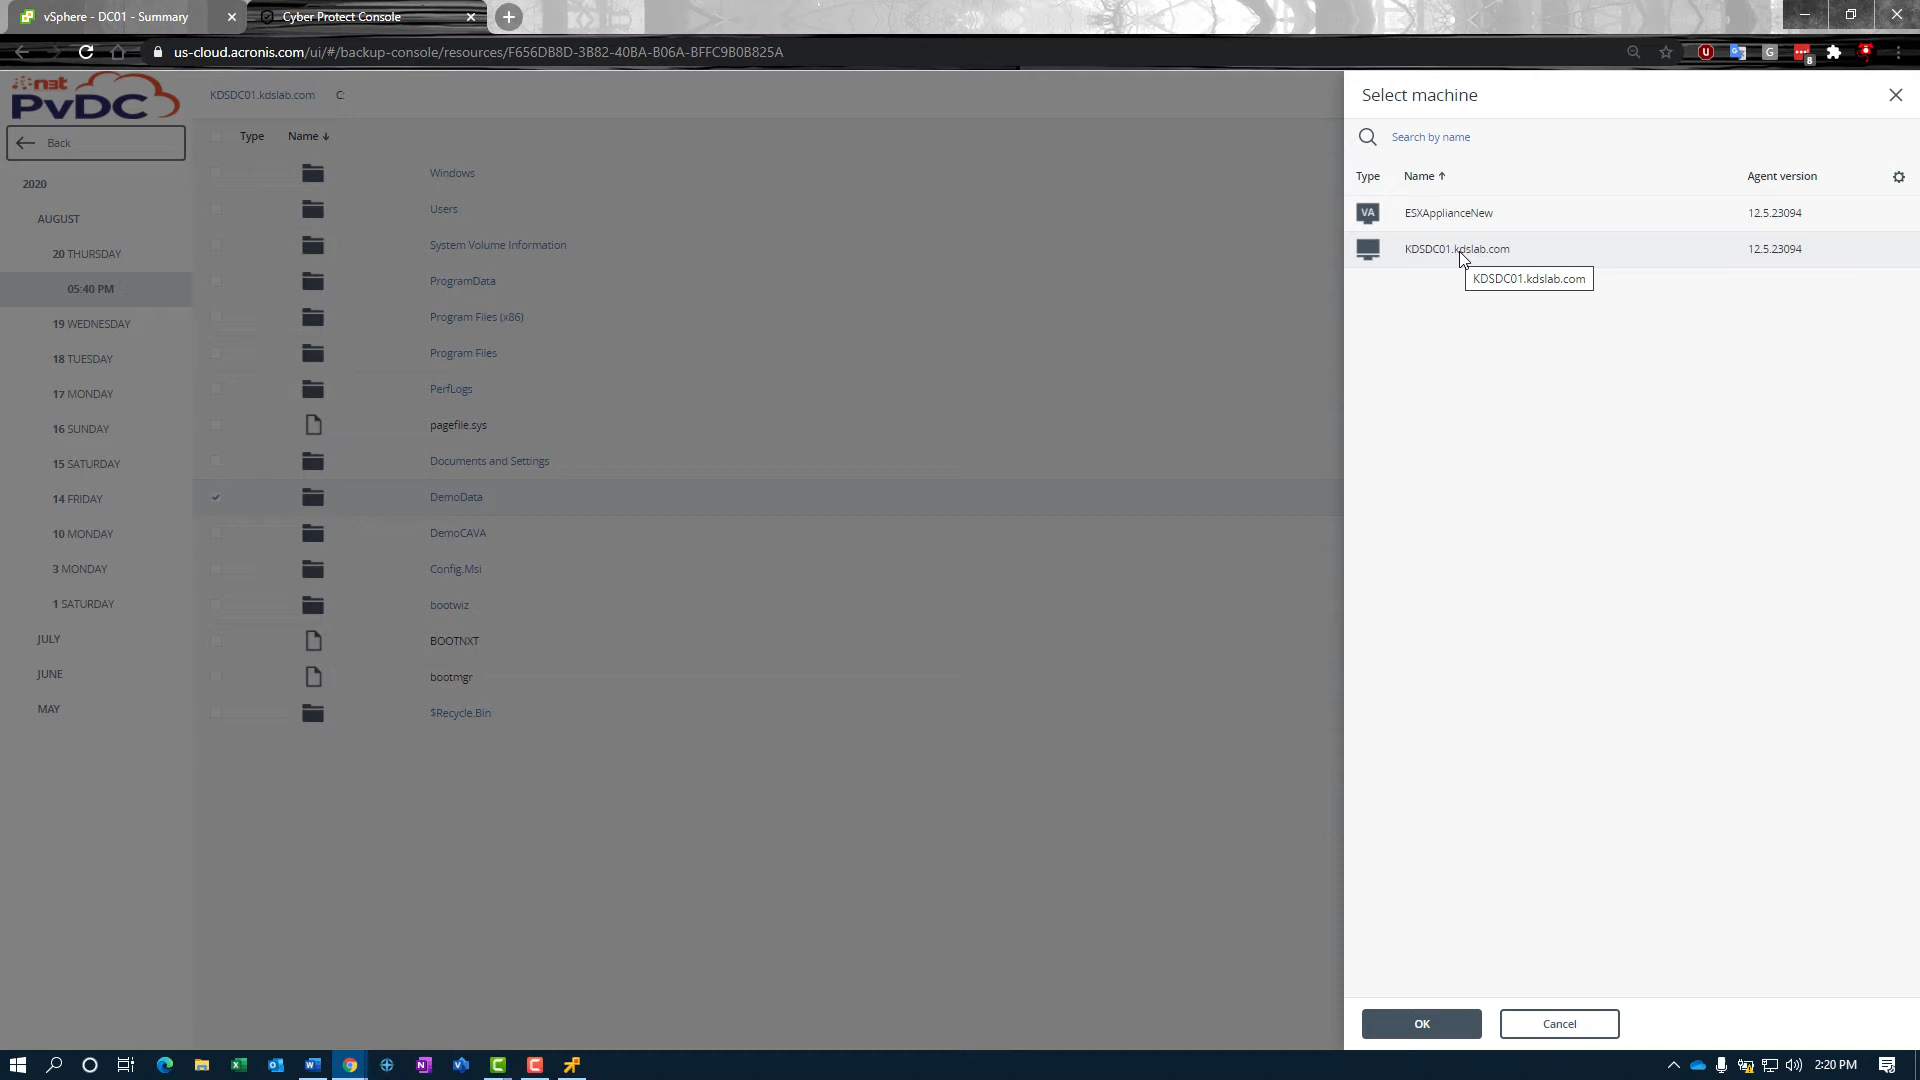 vSphere - DC01 - Summary
Cyber Protect Console
us-cloud.acronis.com/ui/#/backup-console/resources/F656DB8D-3B82-40BA-B06A-BFFC9B0B825A
U
G
8
n3t
PvDC
KDSDC01.kdslab.com C:
Select machine
Back
Search by name
Type Name
Type Name Agent version
2020
AUGUST
20 THURSDAY
05:40 PM
19 WEDNESDAY
18 TUESDAY
17 MONDAY
16 SUNDAY
15 SATURDAY
14 FRIDAY
10 MONDAY
3 MONDAY
1 SATURDAY
JULY
JUNE
MAY
Windows
Users
System Volume Information
ProgramData
Program Files (x86)
Program Files
PerfLogs
pagefile.sys
Documents and Settings
DemoData
DemoCAVA
Config.Msi
bootwiz
BOOTNXT
bootmgr
$Recycle.Bin
VA ESXApplianceNew 12.5.23094
KDSDC01.kdslab.com 12.5.23094
KDSDC01.kdslab.com
OK Cancel
2:20 PM